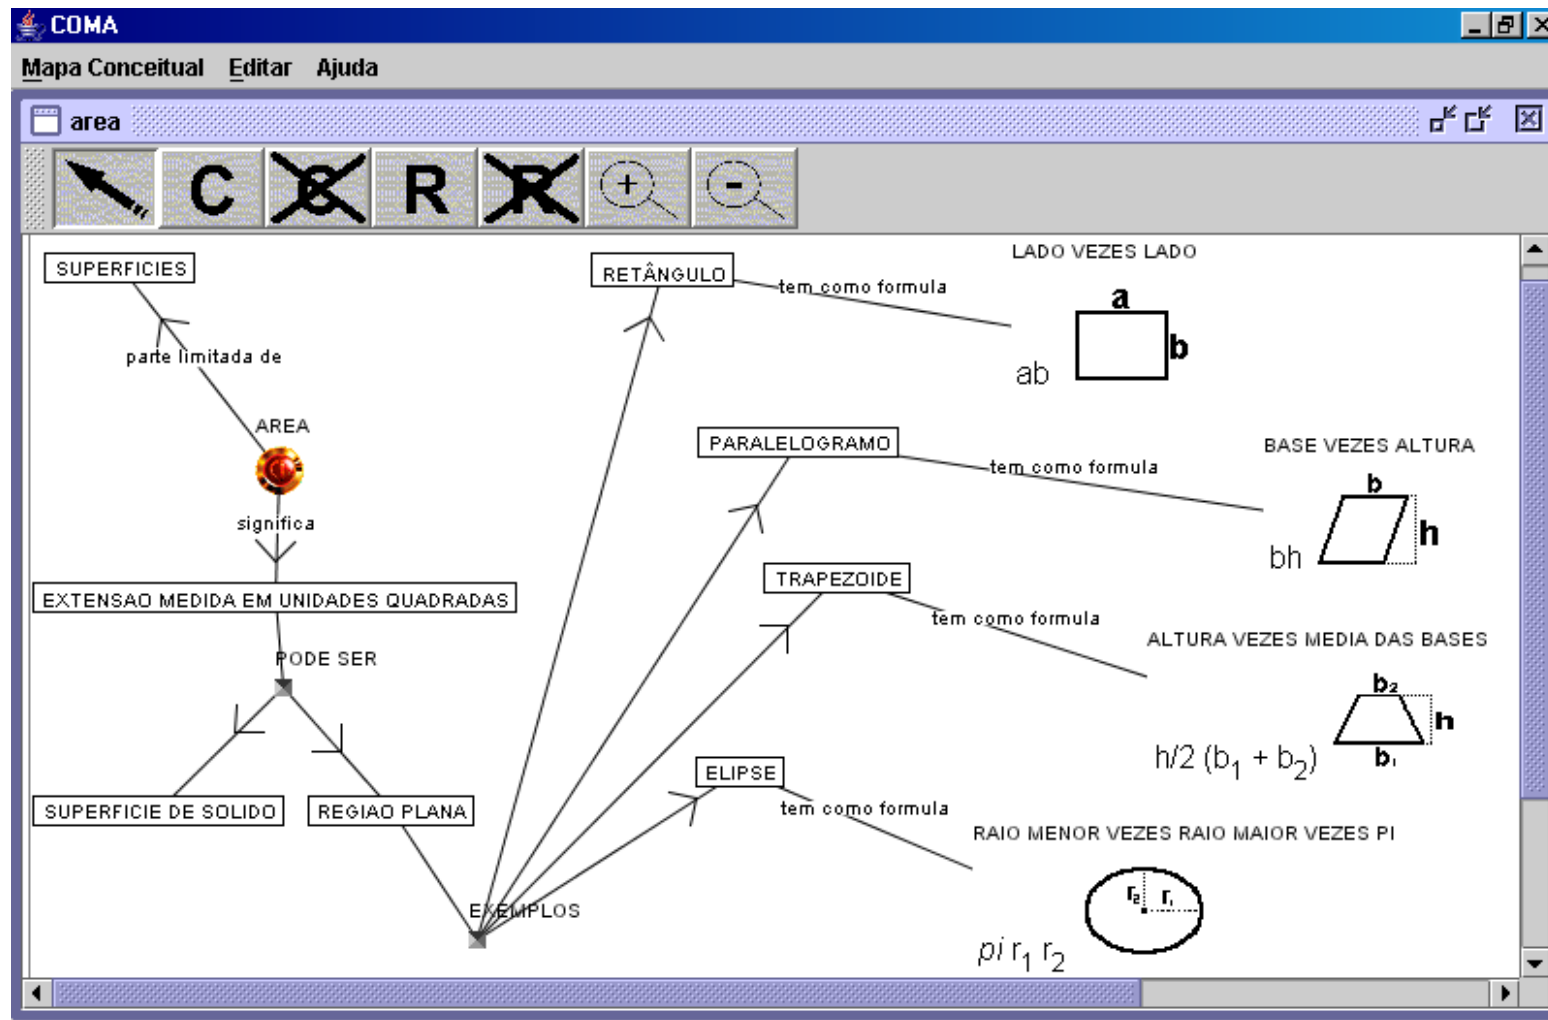 COMA
Mapa Conceitual Editar Ajuda
area
C C R R + -
SUPERFICIES
parte limitada de
AREA
significa
EXTENSAO MEDIDA EM UNIDADES QUADRADAS
PODE SER
SUPERFICIE DE SOLIDO
REGIAO PLANA
EXEMPLOS
RETÂNGULO
tem como formula
LADO VEZES LADO
a
b
ab
PARALELOGRAMO
tem como formula
BASE VEZES ALTURA
b
h
bh
TRAPEZOIDE
tem como formula
ALTURA VEZES MEDIA DAS BASES
b₂
h
b₁
h/2 (b₁ + b₂)
ELIPSE
tem como formula
RAIO MENOR VEZES RAIO MAIOR VEZES PI
r₂ r₁
pi r₁ r₂